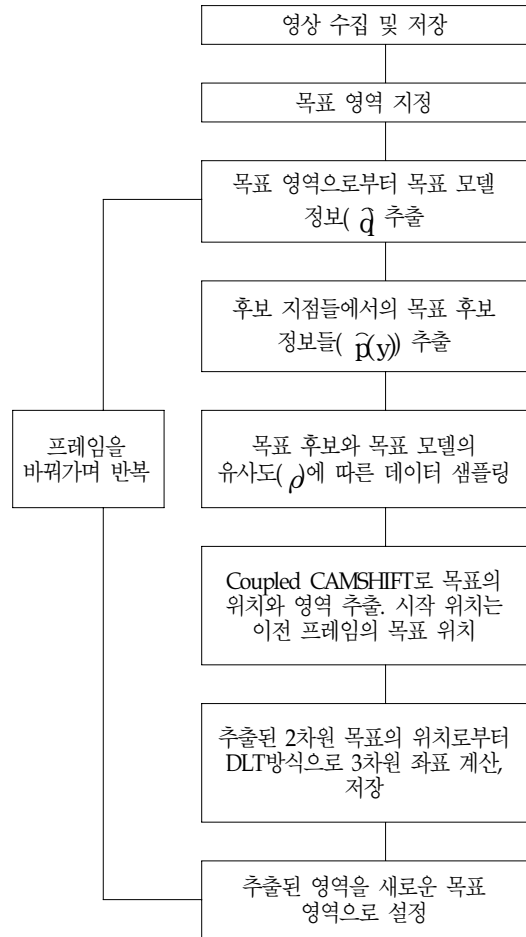 영상 수집 및 저장
목표 영역 지정
목표 영역으로부터 목표 모델
정보( q̂ 추출
후보 지점들에서의 목표 후보
정보들( p̂(y)) 추출
프레임을
바꿔가며 반복
목표 후보와 목표 모델의
유사도(ρ)에 따른 데이터 샘플링
Coupled CAMSHIFT로 목표의
위치와 영역 추출. 시작 위치는
이전 프레임의 목표 위치
추출된 2차원 목표의 위치로부터
DLT방식으로 3차원 좌표 계산,
저장
추출된 영역을 새로운 목표
영역으로 설정